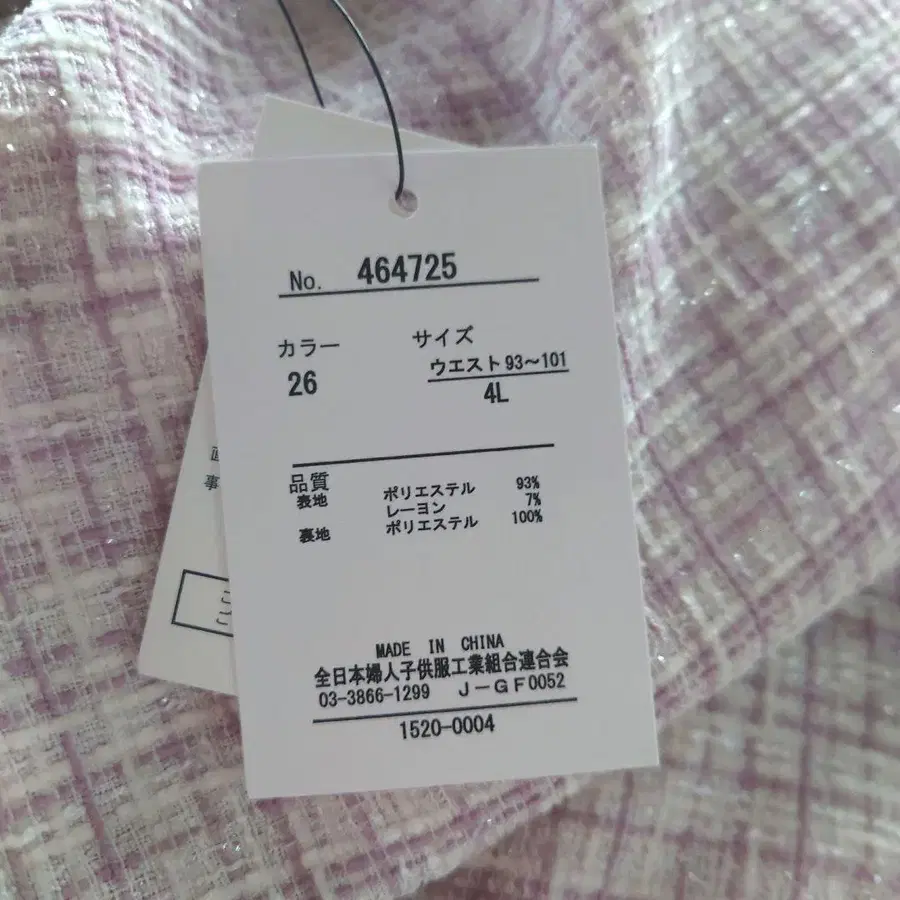 No. 464725
カラー サイズ
26 ウエスト93～101
4L
品質
表地 ポリエステル 93%
レーヨン 7%
裏地 ポリエステル 100%
MADE IN CHINA
全日本婦人子供服工業組合連合会
03-3866-1299 J－GF0052
1520-0004
事